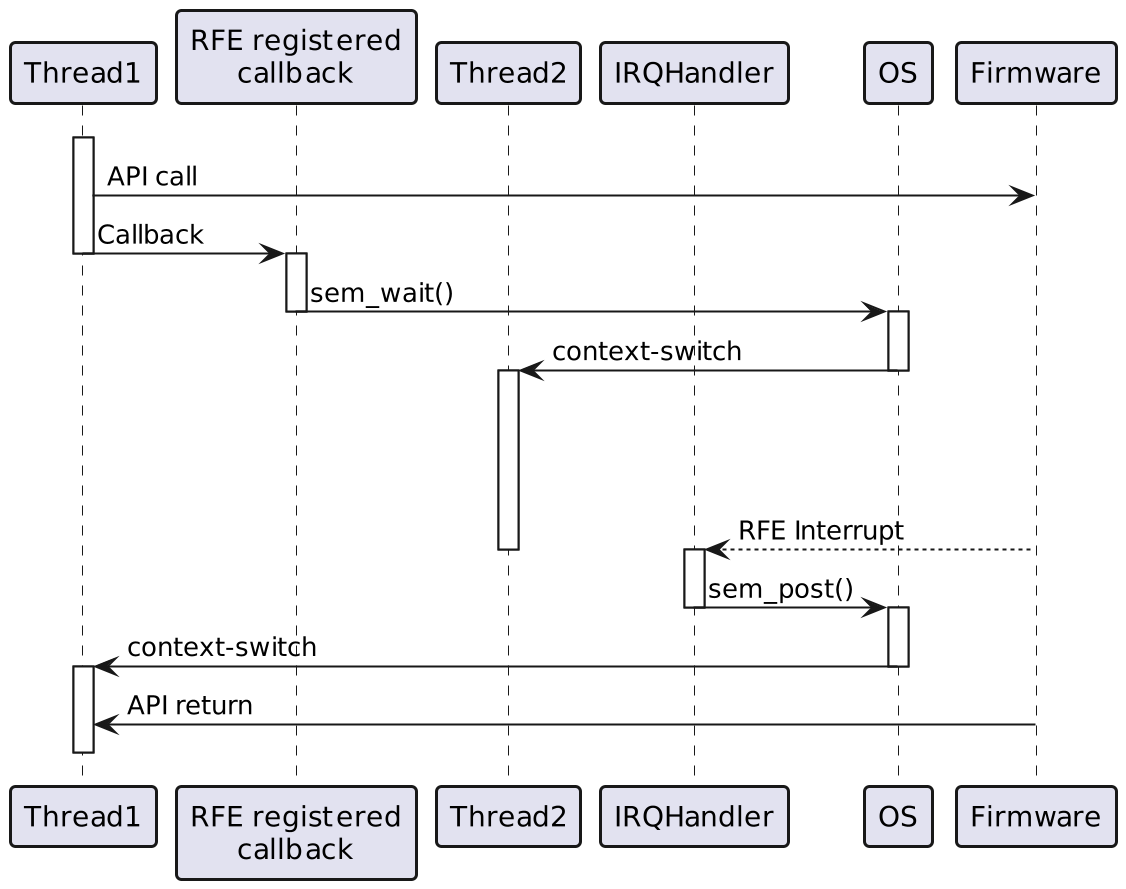 RFE registered
callback
Thread1
Thread2
IRQHandler
OS
Firmware
API call
Callback
sem_wait()
context-switch
RFE Interrupt
sem_post()
context-switch
API return
Thread1
RFE registered
callback
Thread2
IRQHandler
OS
Firmware